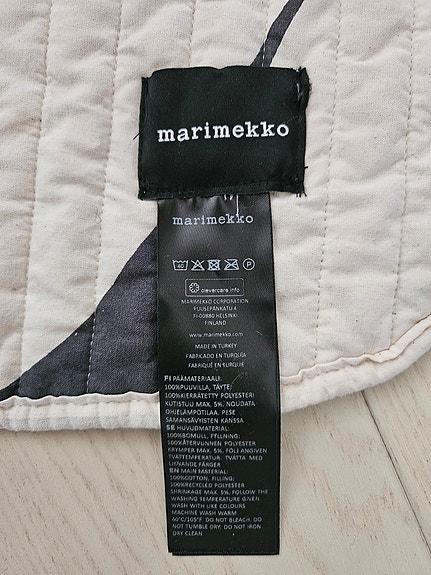 marimekko
marimekko
40
P
clevercare.info
MARIMEKKO CORPORATION
PUUSEPÄNKATU 4
FI-00880 HELSINKI
FINLAND
www.marimekko.com
MADE IN TURKEY
FABRICADO EN TURQUÍA
FABRIQUÉ EN TURQUIE
FI PÄÄMATERIAALI:
100%PUUVILLA, TÄYTE:
100%KIERRÄTETTY POLYESTERI
KUTISTUU MAX. 5%. NOUDATA
OHJELÄMPÖTILAA. PESE
SAMANSÄVYISTEN KANSSA
SE HUVUDMATERIAL:
100%BOMULL, FYLLNING:
100%ÅTERVUNNEN POLYESTER
KRYMPER MAX. 5%. FÖLJ ANGIVEN
TVÄTTEMPERATUR. TVÄTTA MED
LIKNANDE FÄRGER
EN MAIN MATERIAL:
100%COTTON, FILLING:
100%RECYCLED POLYESTER
SHRINKAGE MAX. 5%. FOLLOW THE
WASHING TEMPERATURE GIVEN.
WASH WITH LIKE COLOURS
MACHINE WASH WARM
40°C/105°F. DO NOT BLEACH. DO
NOT TUMBLE DRY. DO NOT IRON
DRY CLEAN